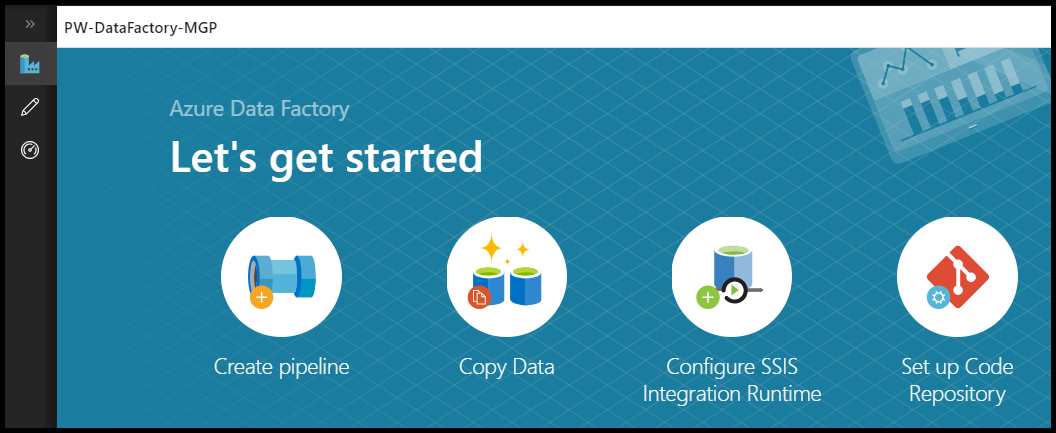 PW-DataFactory-MGP
Azure Data Factory
Let's get started
Create pipeline
Copy Data
Configure SSIS
Integration Runtime
Set up Code
Repository